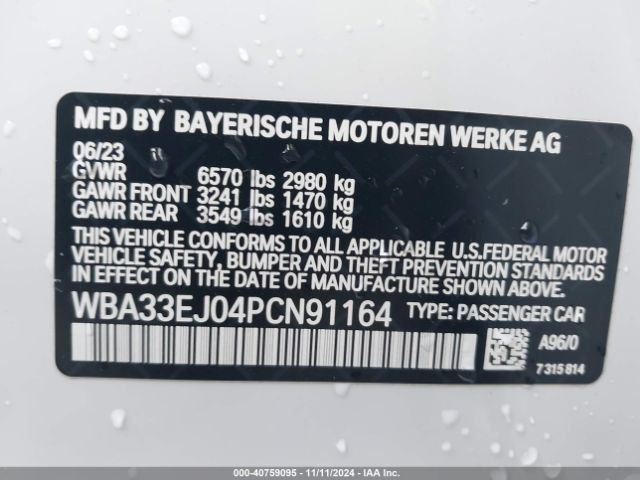 MFD BY BAYERISCHE MOTOREN WERKE AG
06/23
GVWR 6570 lbs 2980 kg
GAWR FRONT 3241 lbs 1470 kg
GAWR REAR 3549 lbs 1610 kg
THIS VEHICLE CONFORMS TO ALL APPLICABLE U.S.FEDERAL MOTOR
VEHICLE SAFETY, BUMPER, AND THEFT PREVENTION STANDARDS
IN EFFECT ON THE DATE OF MANUFACTURE SHOWN ABOVE.
WBA33EJ04PCN91164 TYPE: PASSENGER CAR
A96/0
7 315 814
000-40759095 - 11/11/2024 - IAA Inc.